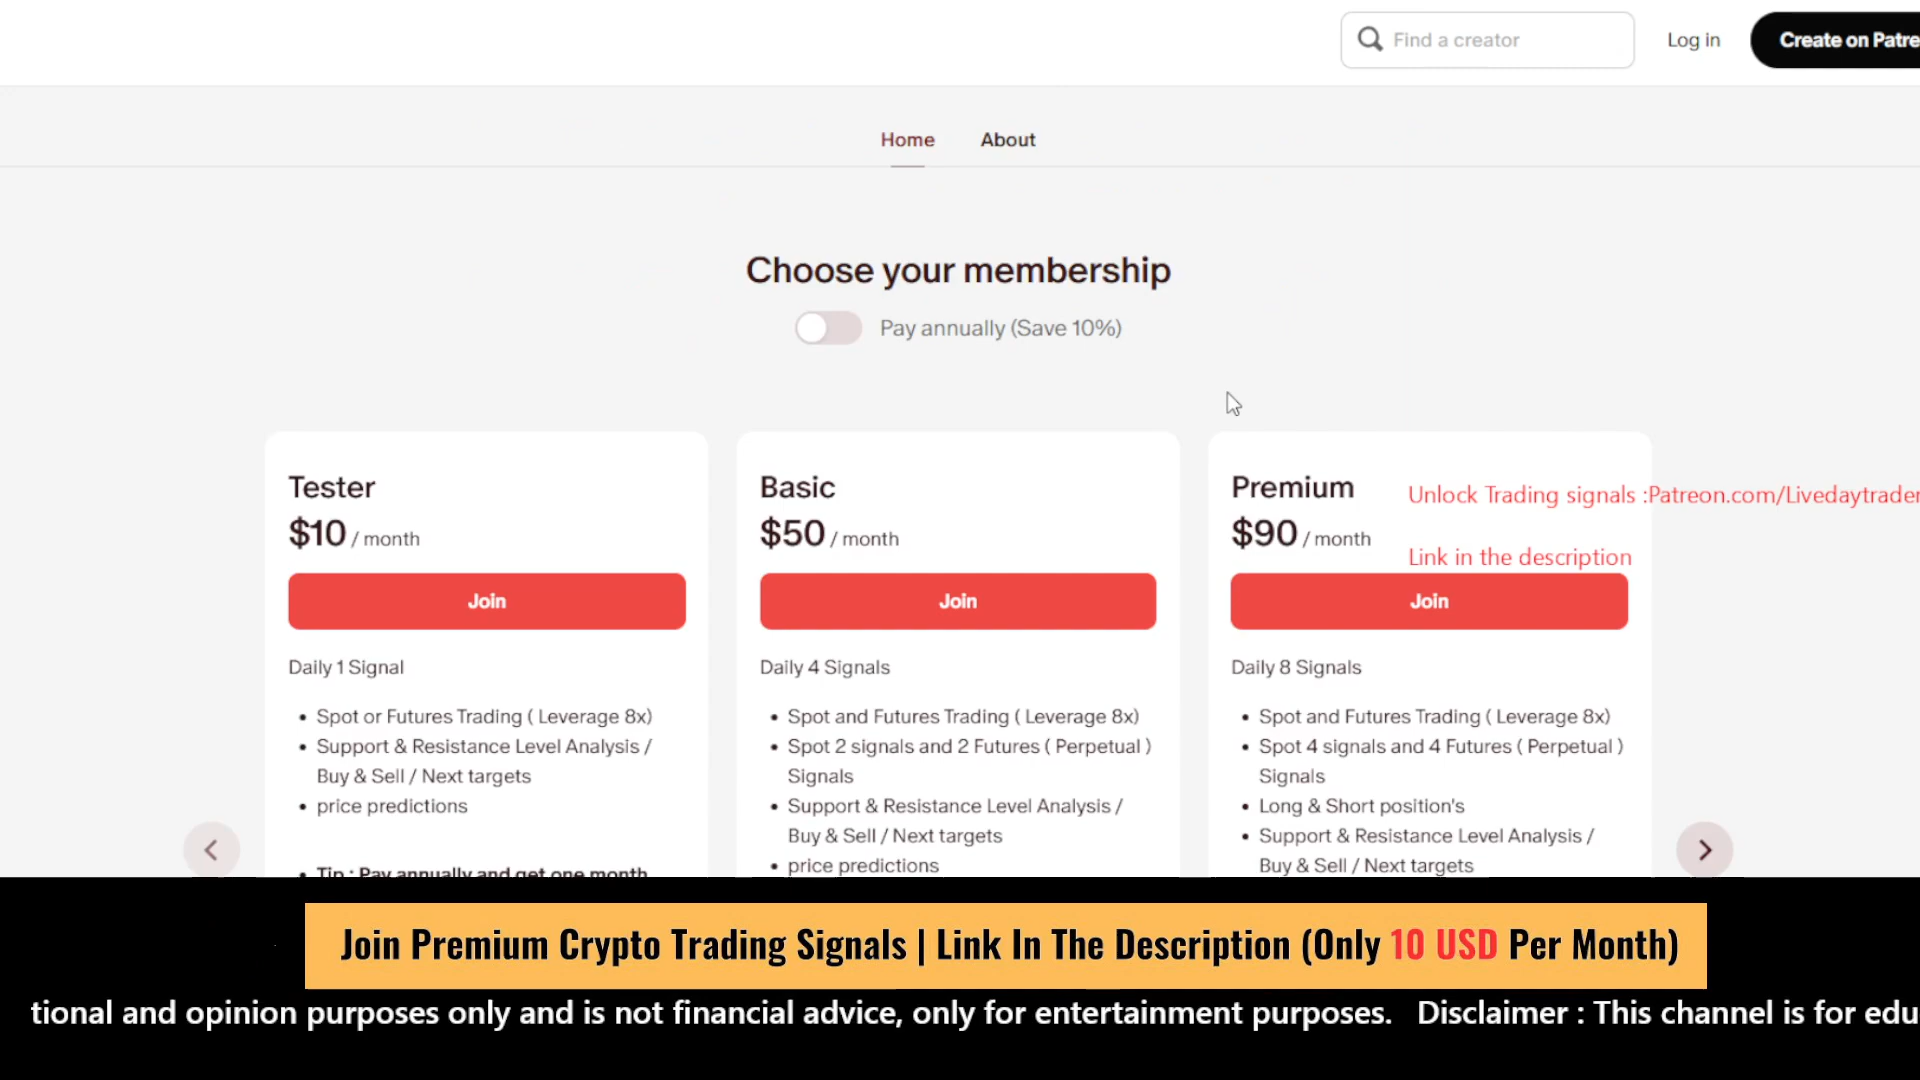 Find a creator
Log in
Create on Patre
Home
About
Choose your membership
Pay annually (Save 10%)
Tester
$10 / month
Join
Daily 1 Signal
• Spot or Futures Trading ( Leverage 8x)
• Support & Resistance Level Analysis /
Buy & Sell / Next targets
• price predictions
• Tip : Pay annually and get one month
Basic
$50 / month
Join
Daily 4 Signals
• Spot and Futures Trading ( Leverage 8x)
• Spot 2 signals and 2 Futures ( Perpetual )
Signals
• Support & Resistance Level Analysis /
Buy & Sell / Next targets
• price predictions
Premium
$90 / month
Unlock Trading signals :Patreon.com/Livedaytrader
Link in the description
Join
Daily 8 Signals
• Spot and Futures Trading ( Leverage 8x)
• Spot 4 signals and 4 Futures ( Perpetual )
Signals
• Long & Short position's
• Support & Resistance Level Analysis /
Buy & Sell / Next targets
Join Premium Crypto Trading Signals | Link In The Description (Only 10 USD Per Month)
tional and opinion purposes only and is not financial advice, only for entertainment purposes. Disclaimer : This channel is for edu